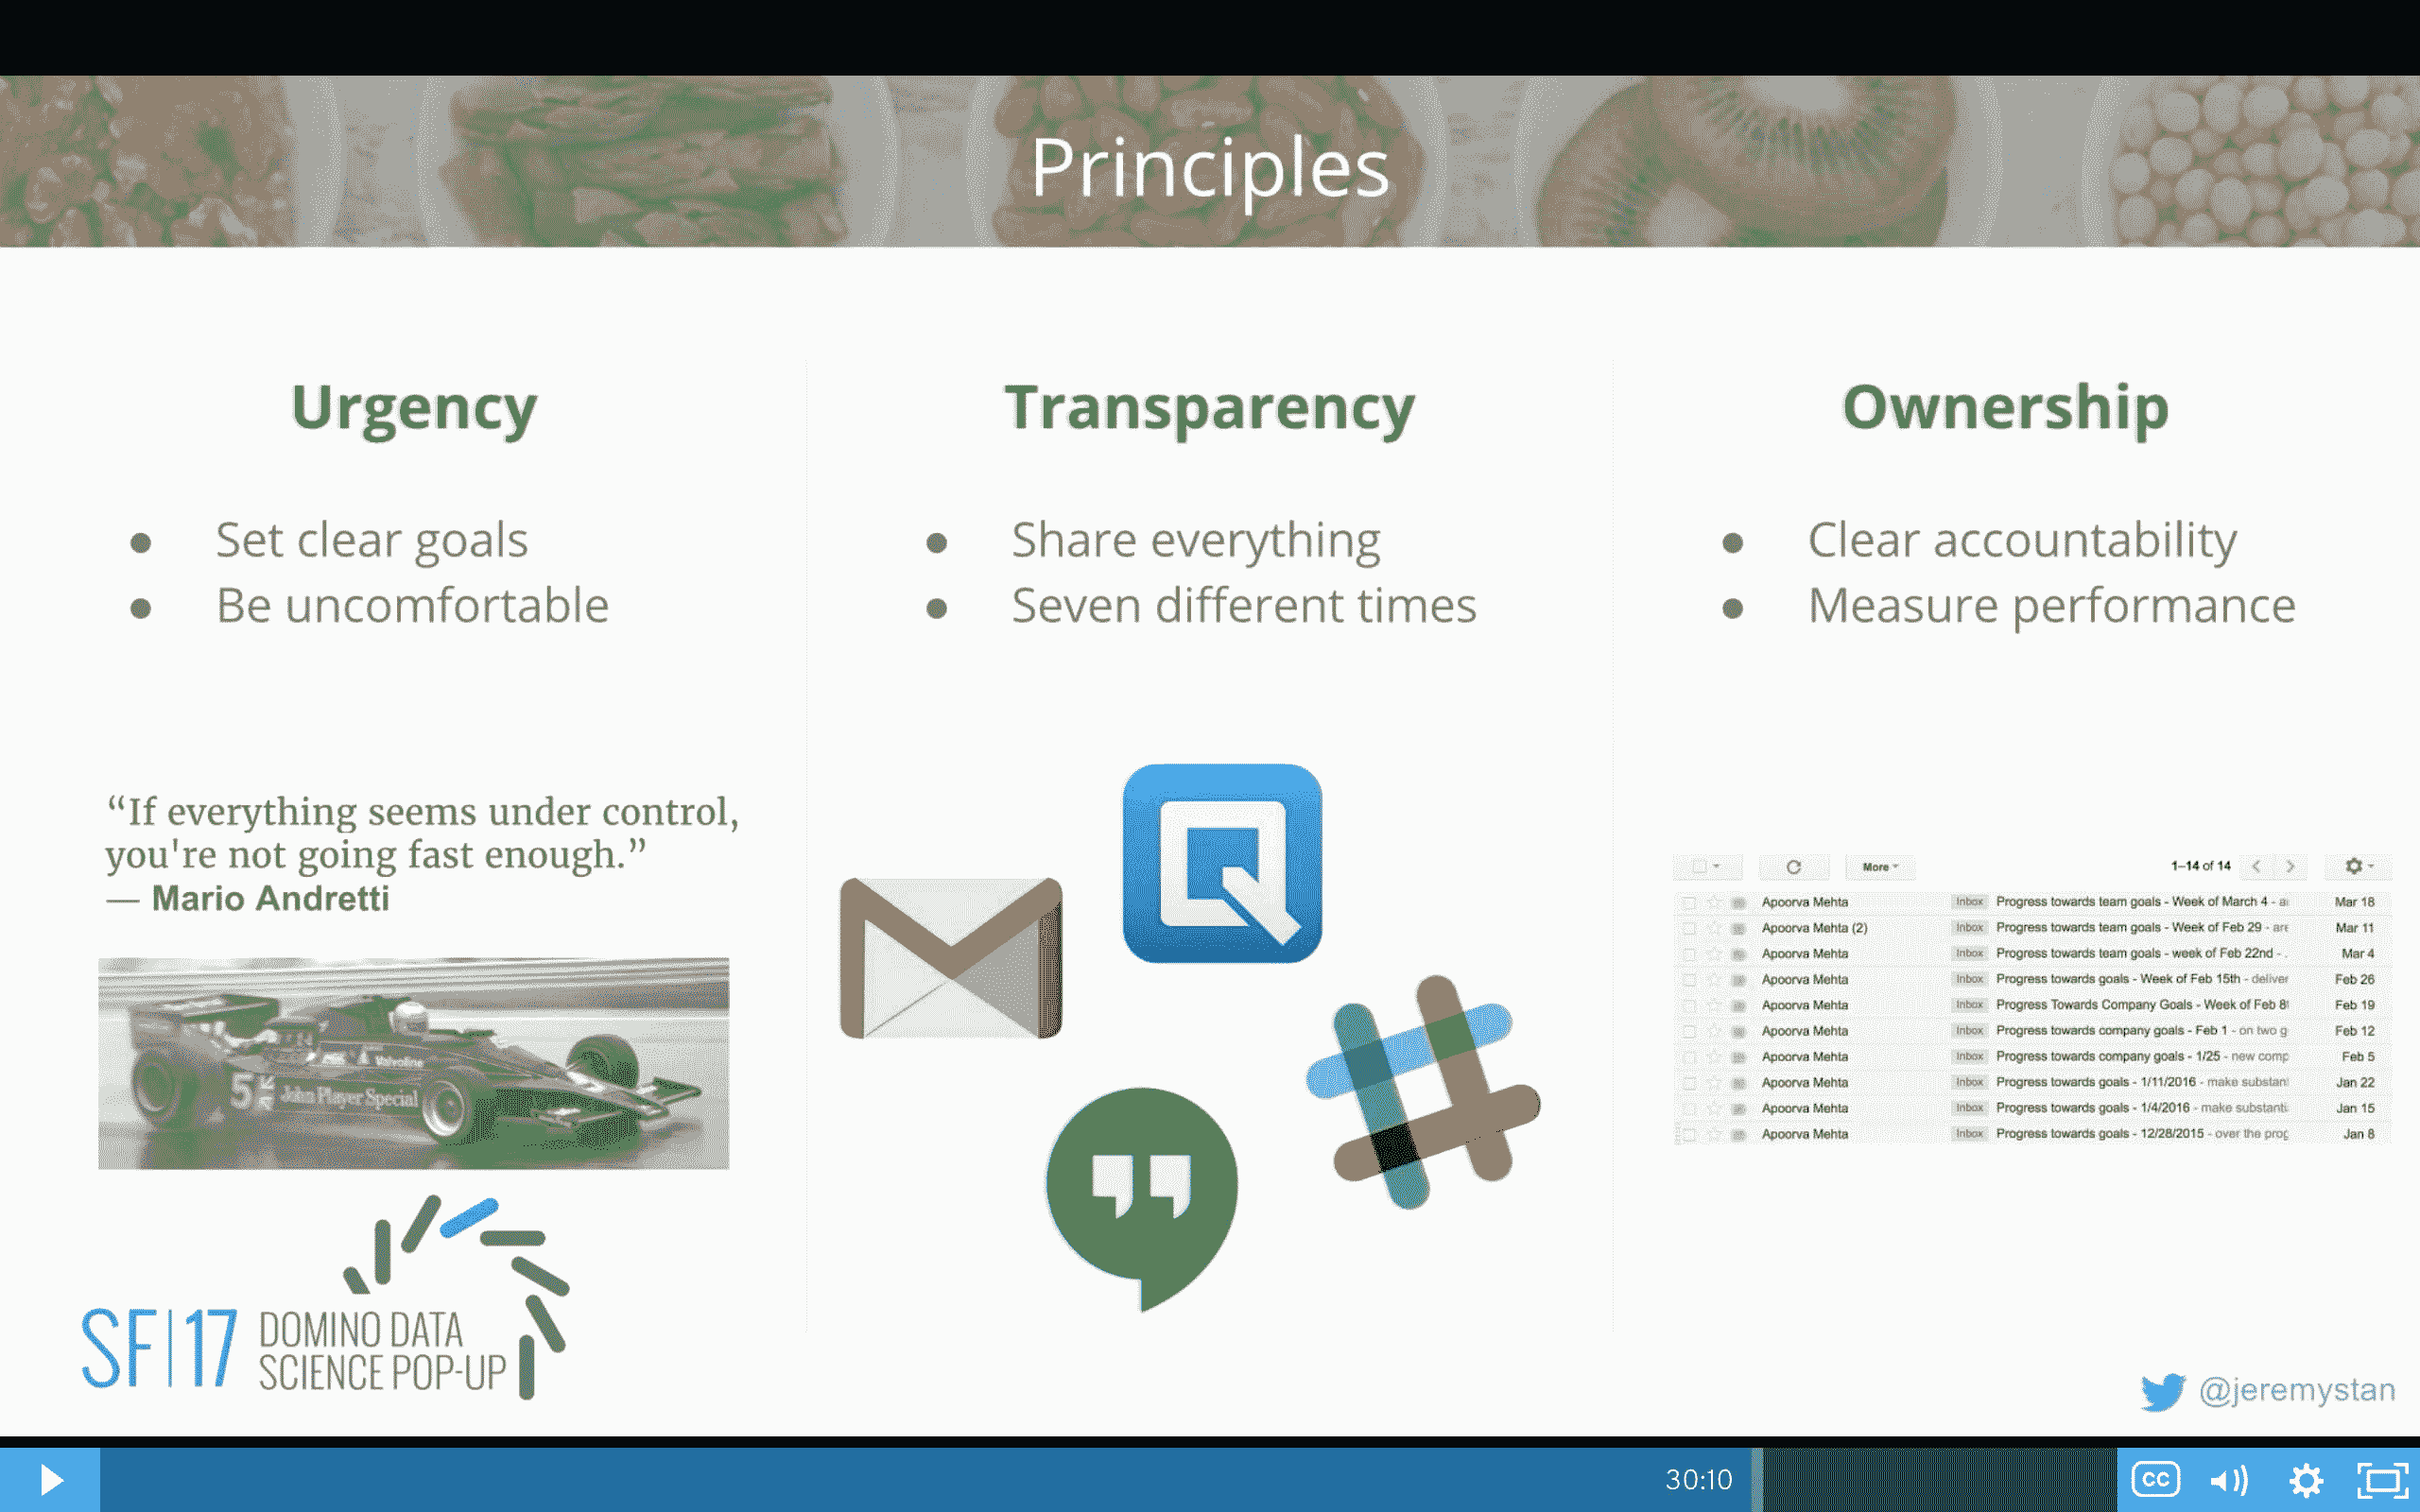 Principles
Urgency
Set clear goals
Be uncomfortable
“If everything seems under control,
you're not going fast enough.”
— Mario Andretti
5
Valvoline
John Player Special
SF|17
DOMINO DATA
SCIENCE POP-UP
Transparency
Share everything
Seven different times
Ownership
Clear accountability
Measure performance
More 1–14 of 14
Apoorva Mehta Inbox Progress towards team goals - Week of March 4 - Mar 18
Apoorva Mehta (2) Inbox Progress towards team goals - Week of Feb 29 - are Mar 11
Apoorva Mehta Inbox Progress towards team goals - week of Feb 22nd - . Mar 4
Apoorva Mehta Inbox Progress towards goals - Week of Feb 15th - deliver Feb 26
Apoorva Mehta Inbox Progress Towards Company Goals - Week of Feb 8 Feb 19
Apoorva Mehta Inbox Progress towards company goals - Feb 1 - on two g Feb 12
Apoorva Mehta Inbox Progress towards company goals - 1/25 - new comp Feb 5
Apoorva Mehta Inbox Progress towards goals - 1/11/2016 - make substan Jan 22
Apoorva Mehta Inbox Progress towards goals - 1/4/2016 - make substanti Jan 15
Apoorva Mehta Inbox Progress towards goals - 12/28/2015 - over the prog Jan 8
@jeremystan
30:10
CC